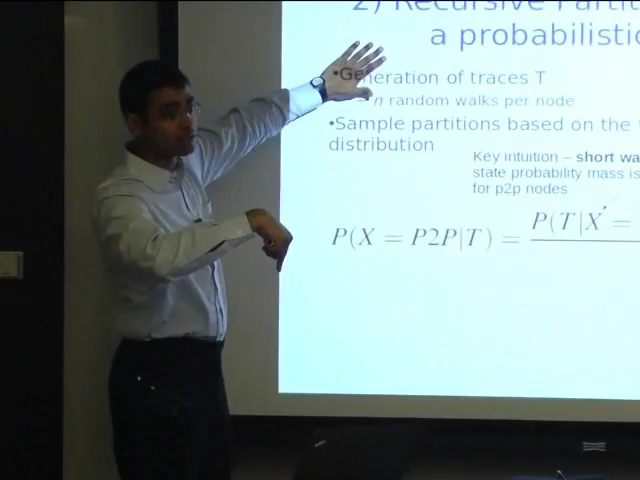 2) Recursive Partiti
a probabilistic
•Generation of traces T
n random walks per node
•Sample partitions based on the
distribution
Key intuition – short wa
state probability mass is
for p2p nodes
P(X = P2P|T) = P(T|X =